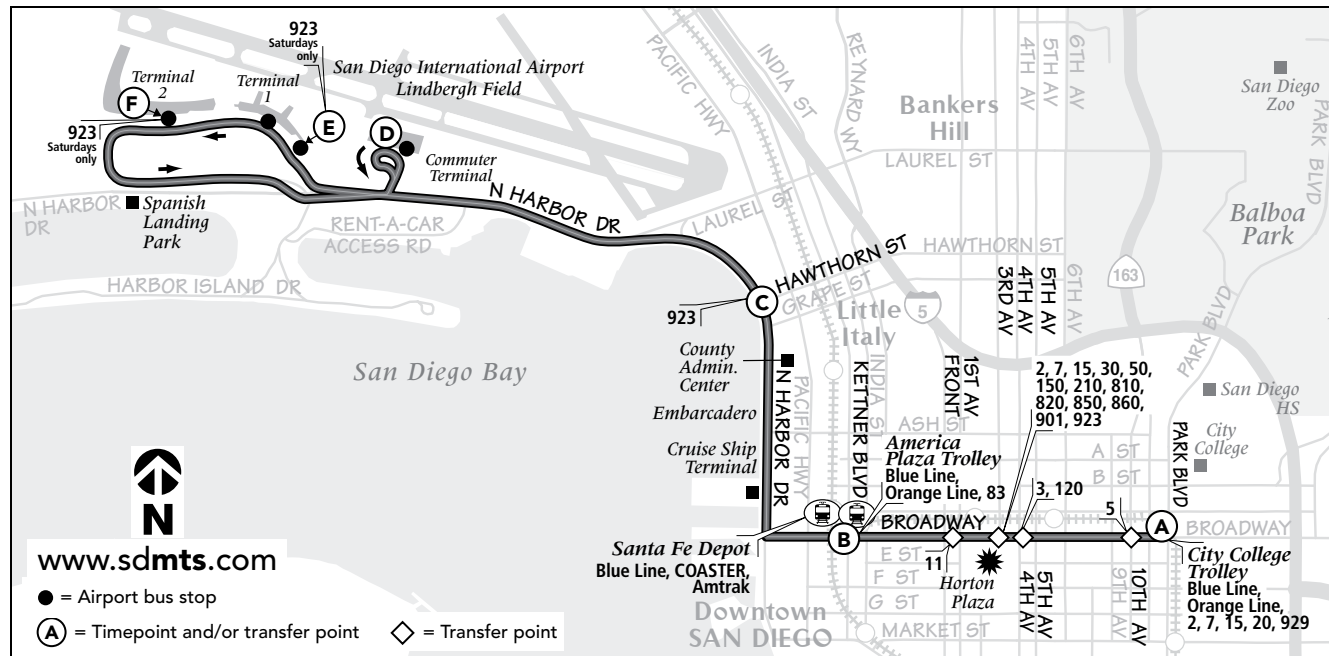 923
Saturdays
only
San Diego International Airport
Lindbergh Field
Terminal
2
Terminal
1
F
E
D
923
Saturdays
only
Commuter
Terminal
N HARBOR DR
N HARBOR
DR
Spanish
Landing
Park
RENT-A-CAR
ACCESS RD
HARBOR ISLAND DR
San Diego Bay
PACIFIC HWY
INDIA ST
REYNARD WY
4TH AV
5TH AV
6TH AV
Bankers
Hill
LAUREL ST
LAUREL ST
San Diego
Zoo
PARK BLVD
Balboa
Park
HAWTHORN ST
HAWTHORN ST
GRAPE ST
C
923
Little
Italy
5
163
3RD AV
4TH AV
5TH AV
6TH AV
PARK BLVD
County
Admin.
Center
Embarcadero
Cruise Ship
Terminal
N HARBOR DR
PACIFIC HWY
KETTNER BLVD
INDIA ST
FRONT
1ST AV
2, 7, 15, 30, 50,
150, 210, 810,
820, 850, 860,
901, 923
San Diego
HS
City
College
ASH ST
A ST
B ST
PARK BLVD
America
Plaza Trolley
Blue Line,
Orange Line, 83
3, 120
5
BROADWAY
BROADWAY
A
B
Santa Fe Depot
Blue Line, COASTER,
Amtrak
11
E ST
F ST
G ST
MARKET ST
Horton
Plaza
4TH AV
5TH AV
9TH AV
10TH AV
City College
Trolley
Blue Line,
Orange Line,
2, 7, 15, 20, 929
Downtown
SAN DIEGO
N
www.sdmts.com
= Airport bus stop
A = Timepoint and/or transfer point
= Transfer point